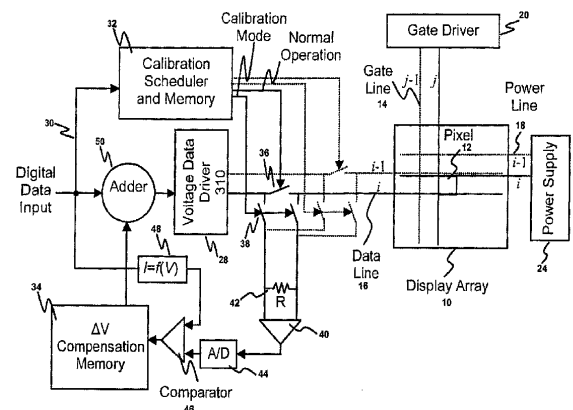 32
Calibration
Mode
Normal
Operation
20
Gate Driver
Calibration
Scheduler
and Memory
Gate
Line
14
j-1
j
Power
Line
18
30
50
36
Pixel
12
Digital
Data
Input
Adder
Voltage Data
Driver
310
i-1
i
i-1
i
Power Supply
38
28
24
48
I=f(V)
Data
Line
16
Display Array
10
34
42
R
ΔV
Compensation
Memory
40
A/D
44
Comparator
46